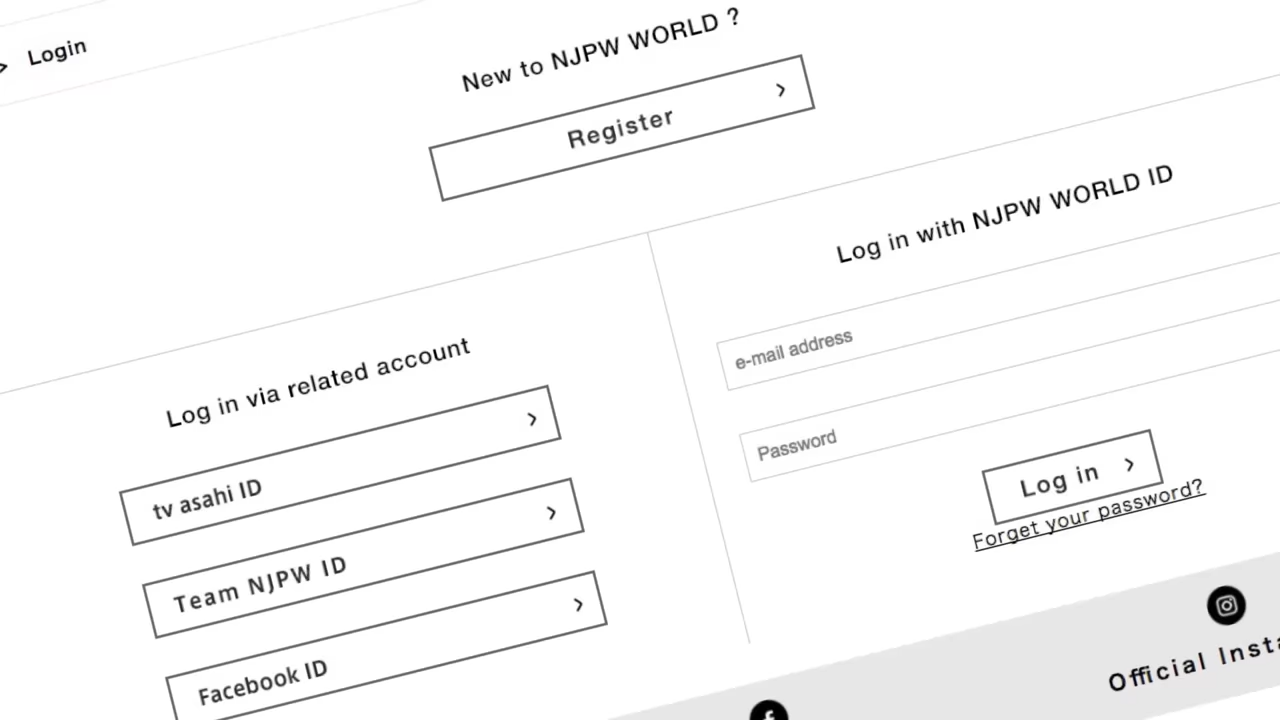 > Login
New to NJPW WORLD ?
Register >
Log in via related account
tv asahi ID >
Team NJPW ID >
Facebook ID >
Log in with NJPW WORLD ID
e-mail address
Password
Log in >
Forget your password?
Official Insta